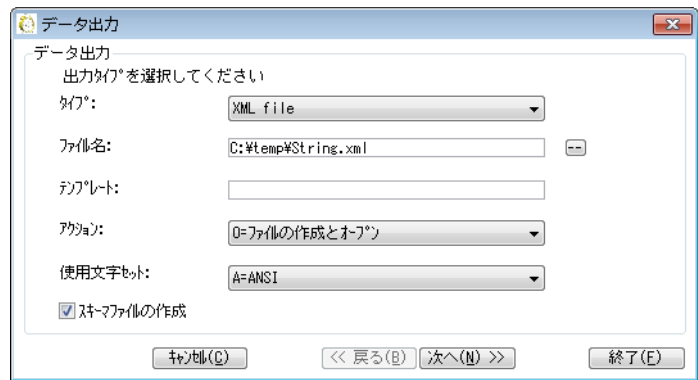 データ出力
データ出力
出力ﾀｲﾌﾟを選択してください
ﾀｲﾌﾟ:
XML file
ﾌｧｲﾙ名:
C:¥temp¥String.xml
--
ﾃﾝﾌﾟﾚｰﾄ:
ｱｸｼｮﾝ:
O=ﾌｧｲﾙの作成とｵｰﾌﾟﾝ
使用文字ｾｯﾄ:
A=ANSI
ｽｷｰﾏﾌｧｲﾙの作成
ｷｬﾝｾﾙ(C)
<< 戻る(B)
次へ(N) >>
終了(F)